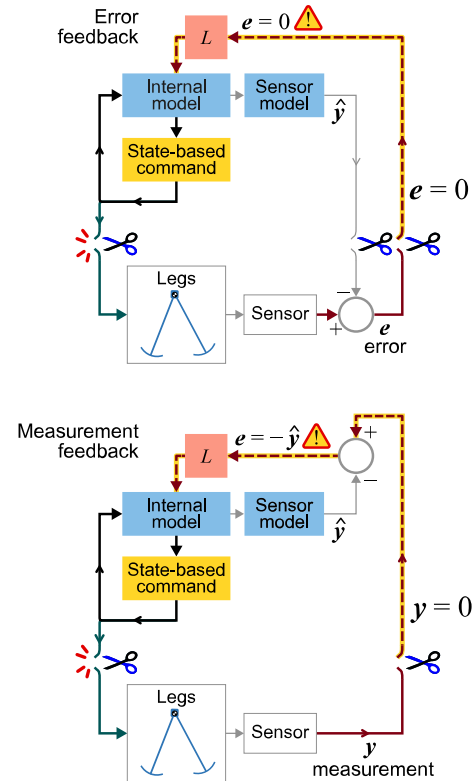 Error
feedback
L
e = 0
Internal
model
Sensor
model
ŷ
State-based
command
e = 0
Legs
Sensor
−
+
e
error
Measurement
feedback
L
e = − ŷ
+
−
Internal
model
Sensor
model
ŷ
State-based
command
y = 0
Legs
Sensor
y
measurement